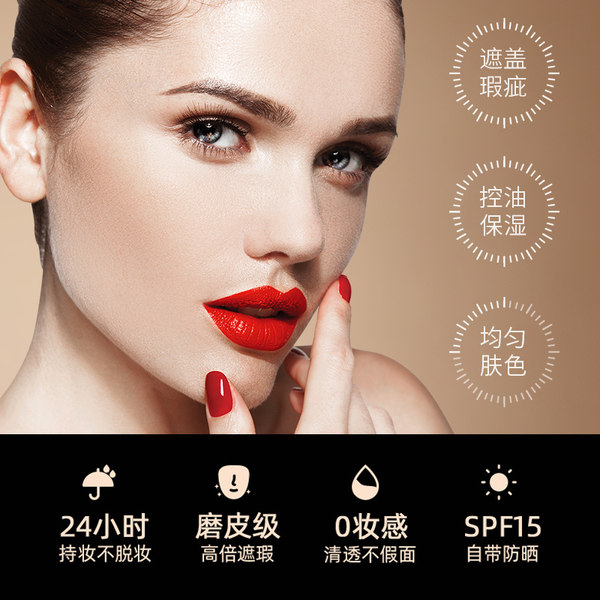 遮盖
瑕疵
控油
保湿
均匀
肤色
24小时
持妆不脱妆
磨皮级
高倍遮瑕
0妆感
清透不假面
SPF15
自带防晒